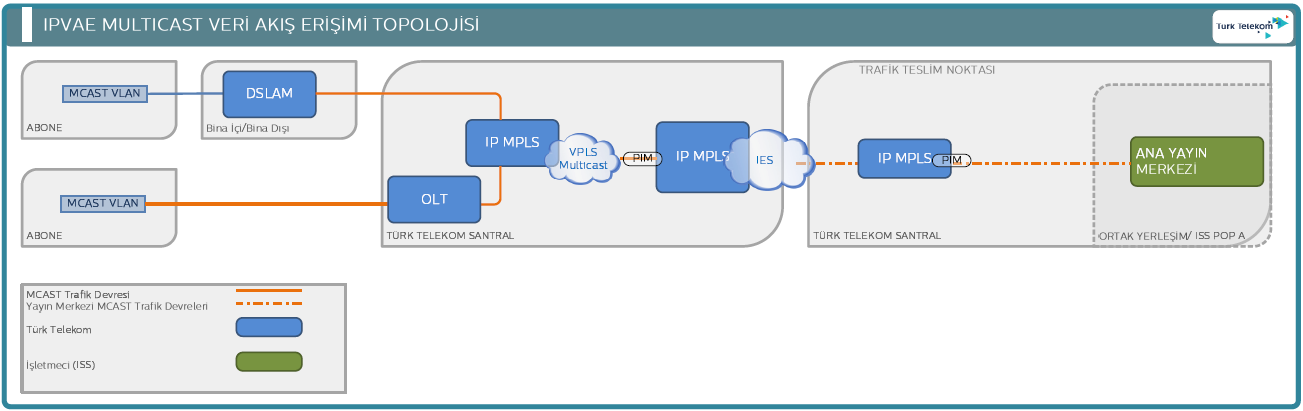 IPVAE MULTICAST VERİ AKIŞ ERİŞİMİ TOPOLOJİSİ
Türk Telekom
MCAST VLAN
ABONE
DSLAM
Bina İçi/Bina Dışı
MCAST VLAN
ABONE
IP MPLS
OLT
VPLS
Multicast
PIM
IP MPLS
IES
TÜRK TELEKOM SANTRAL
TRAFİK TESLİM NOKTASI
IP MPLS
PIM
ANA YAYIN
MERKEZİ
TÜRK TELEKOM SANTRAL
ORTAK YERLEŞİM/ ISS POP A
MCAST Trafik Devresi
Yayın Merkezi MCAST Trafik Devreleri
Türk Telekom
İşletmeci (ISS)